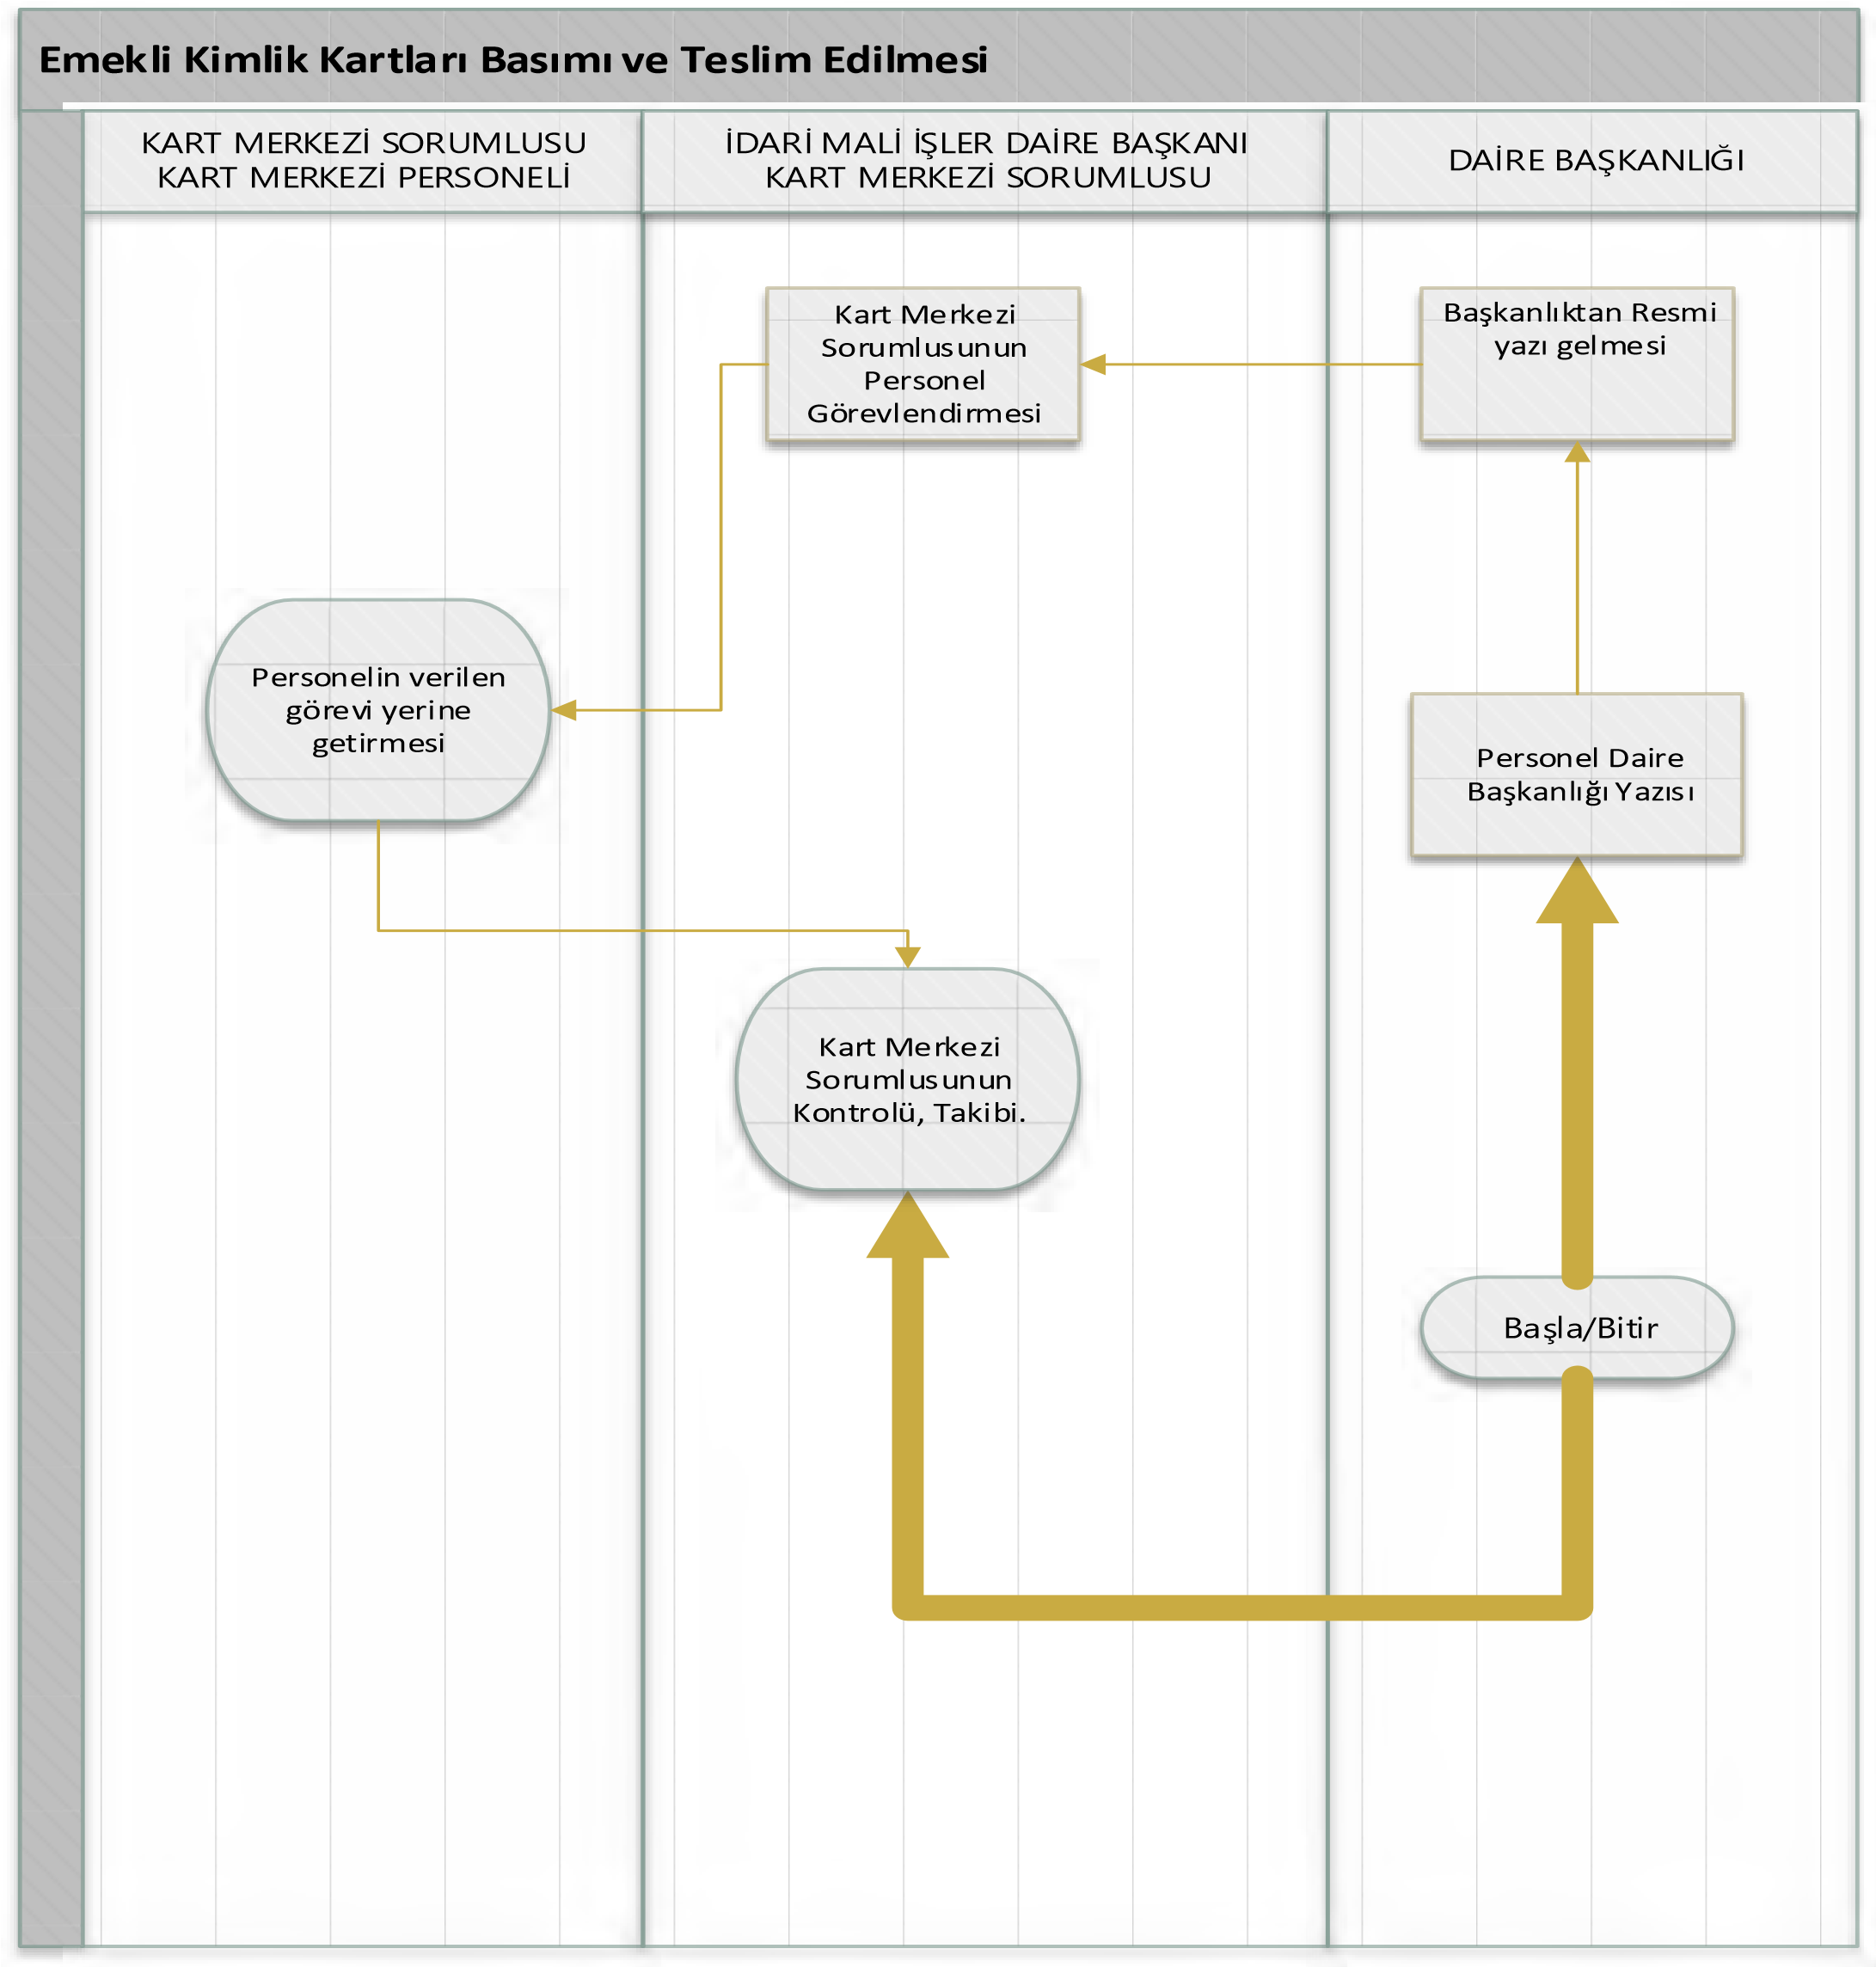 Emekli Kimlik Kartları Basımı ve Teslim Edilmesi
KART MERKEZİ SORUMLUSU
KART MERKEZİ PERSONELİ
İDARİ MALİ İŞLER DAİRE BAŞKANI
KART MERKEZİ SORUMLUSU
DAİRE BAŞKANLIĞI
Kart Merkezi
Sorumlusunun
Personel
Görevlendirmesi
Başkanlıktan Resmi
yazı gelmesi
Personelin verilen
görevi yerine
getirmesi
Personel Daire
Başkanlığı Yazısı
Kart Merkezi
Sorumlusunun
Kontrolü, Takibi.
Başla/Bitir